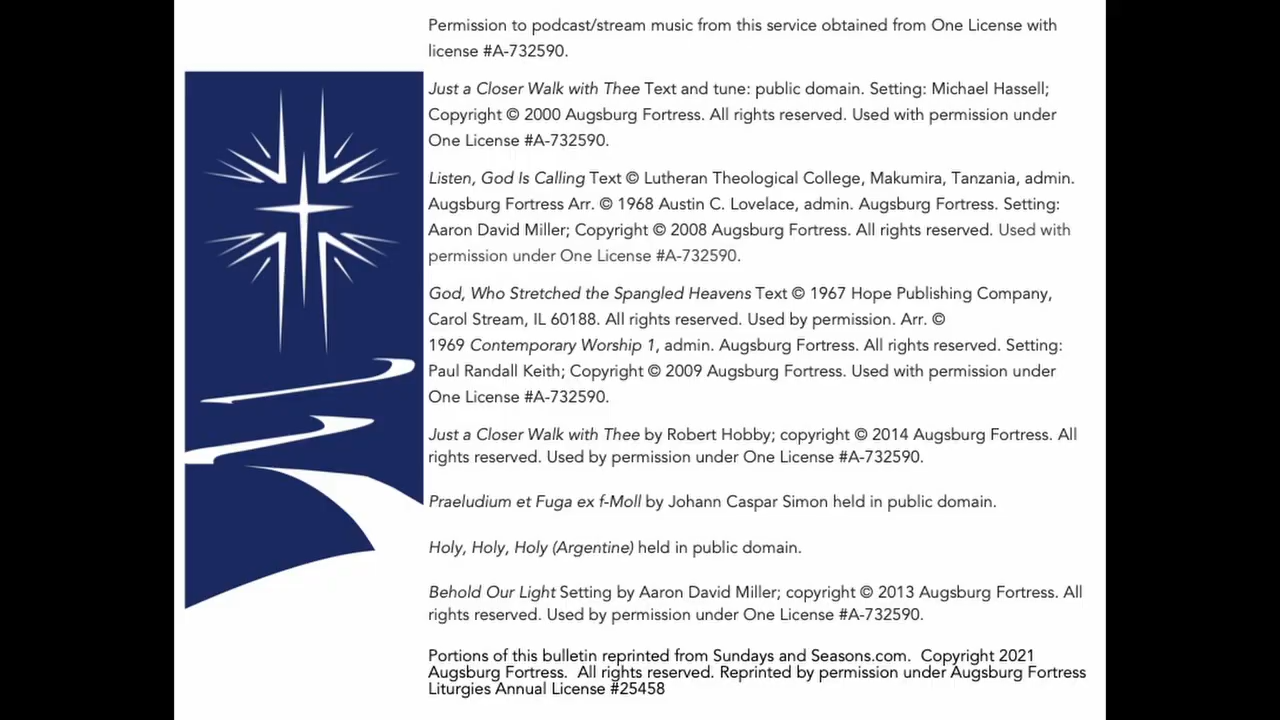 Permission to podcast/stream music from this service obtained from One License with
license #A-732590.
Just a Closer Walk with Thee Text and tune: public domain. Setting: Michael Hassell;
Copyright © 2000 Augsburg Fortress. All rights reserved. Used with permission under
One License #A-732590.
Listen, God Is Calling Text © Lutheran Theological College, Makumira, Tanzania, admin.
Augsburg Fortress Arr. © 1968 Austin C. Lovelace, admin. Augsburg Fortress. Setting:
Aaron David Miller; Copyright © 2008 Augsburg Fortress. All rights reserved. Used with
permission under One License #A-732590.
God, Who Stretched the Spangled Heavens Text © 1967 Hope Publishing Company,
Carol Stream, IL 60188. All rights reserved. Used by permission. Arr. ©
1969 Contemporary Worship 1, admin. Augsburg Fortress. All rights reserved. Setting:
Paul Randall Keith; Copyright © 2009 Augsburg Fortress. Used with permission under
One License #A-732590.
Just a Closer Walk with Thee by Robert Hobby; copyright © 2014 Augsburg Fortress. All
rights reserved. Used by permission under One License #A-732590.
Praeludium et Fuga ex f-Moll by Johann Caspar Simon held in public domain.
Holy, Holy, Holy (Argentine) held in public domain.
Behold Our Light Setting by Aaron David Miller; copyright © 2013 Augsburg Fortress. All
rights reserved. Used by permission under One License #A-732590.
Portions of this bulletin reprinted from Sundays and Seasons.com.  Copyright 2021
Augsburg Fortress.  All rights reserved. Reprinted by permission under Augsburg Fortress
Liturgies Annual License #25458